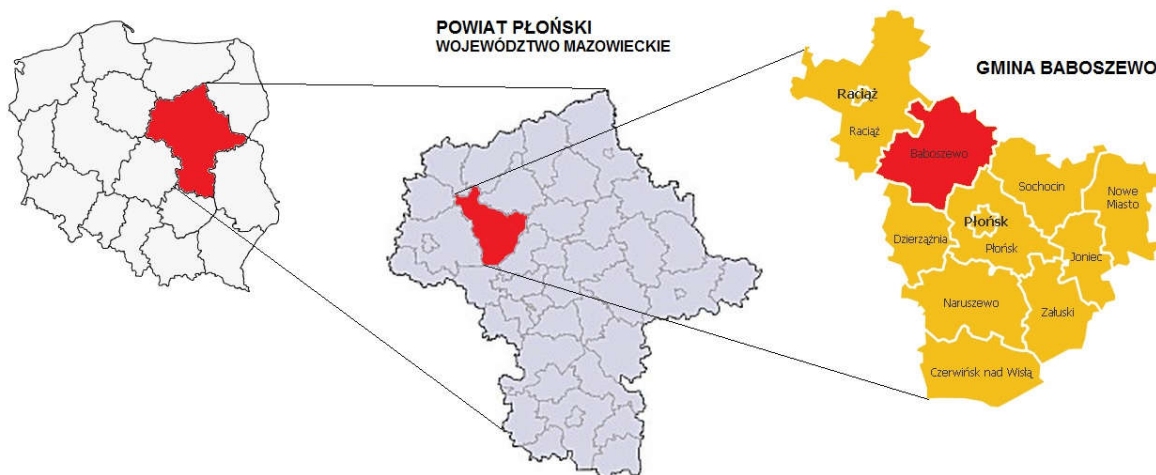 POWIAT PŁOŃSKI
WOJEWÓDZTWO MAZOWIECKIE
GMINA BABOSZEWO
Raciąż
Raciąż
Baboszewo
Sochocin
Nowe
Miasto
Płońsk
Dzierzążnia
Płońsk
Joniec
Naruszewo
Załuski
Czerwińsk nad Wisłą